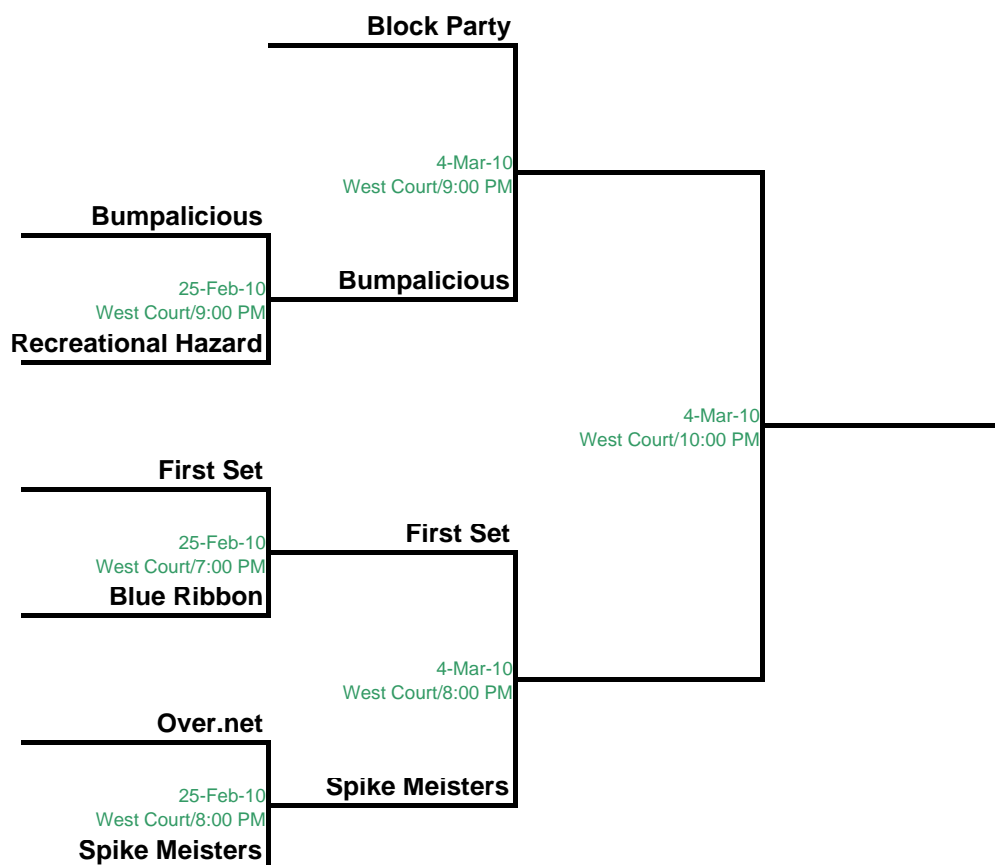 Block Party
4-Mar-10
West Court/9:00 PM
Bumpalicious
Bumpalicious
25-Feb-10
West Court/9:00 PM
Recreational Hazard
4-Mar-10
West Court/10:00 PM
First Set
First Set
25-Feb-10
West Court/7:00 PM
Blue Ribbon
4-Mar-10
West Court/8:00 PM
Over.net
Spike Meisters
25-Feb-10
West Court/8:00 PM
Spike Meisters